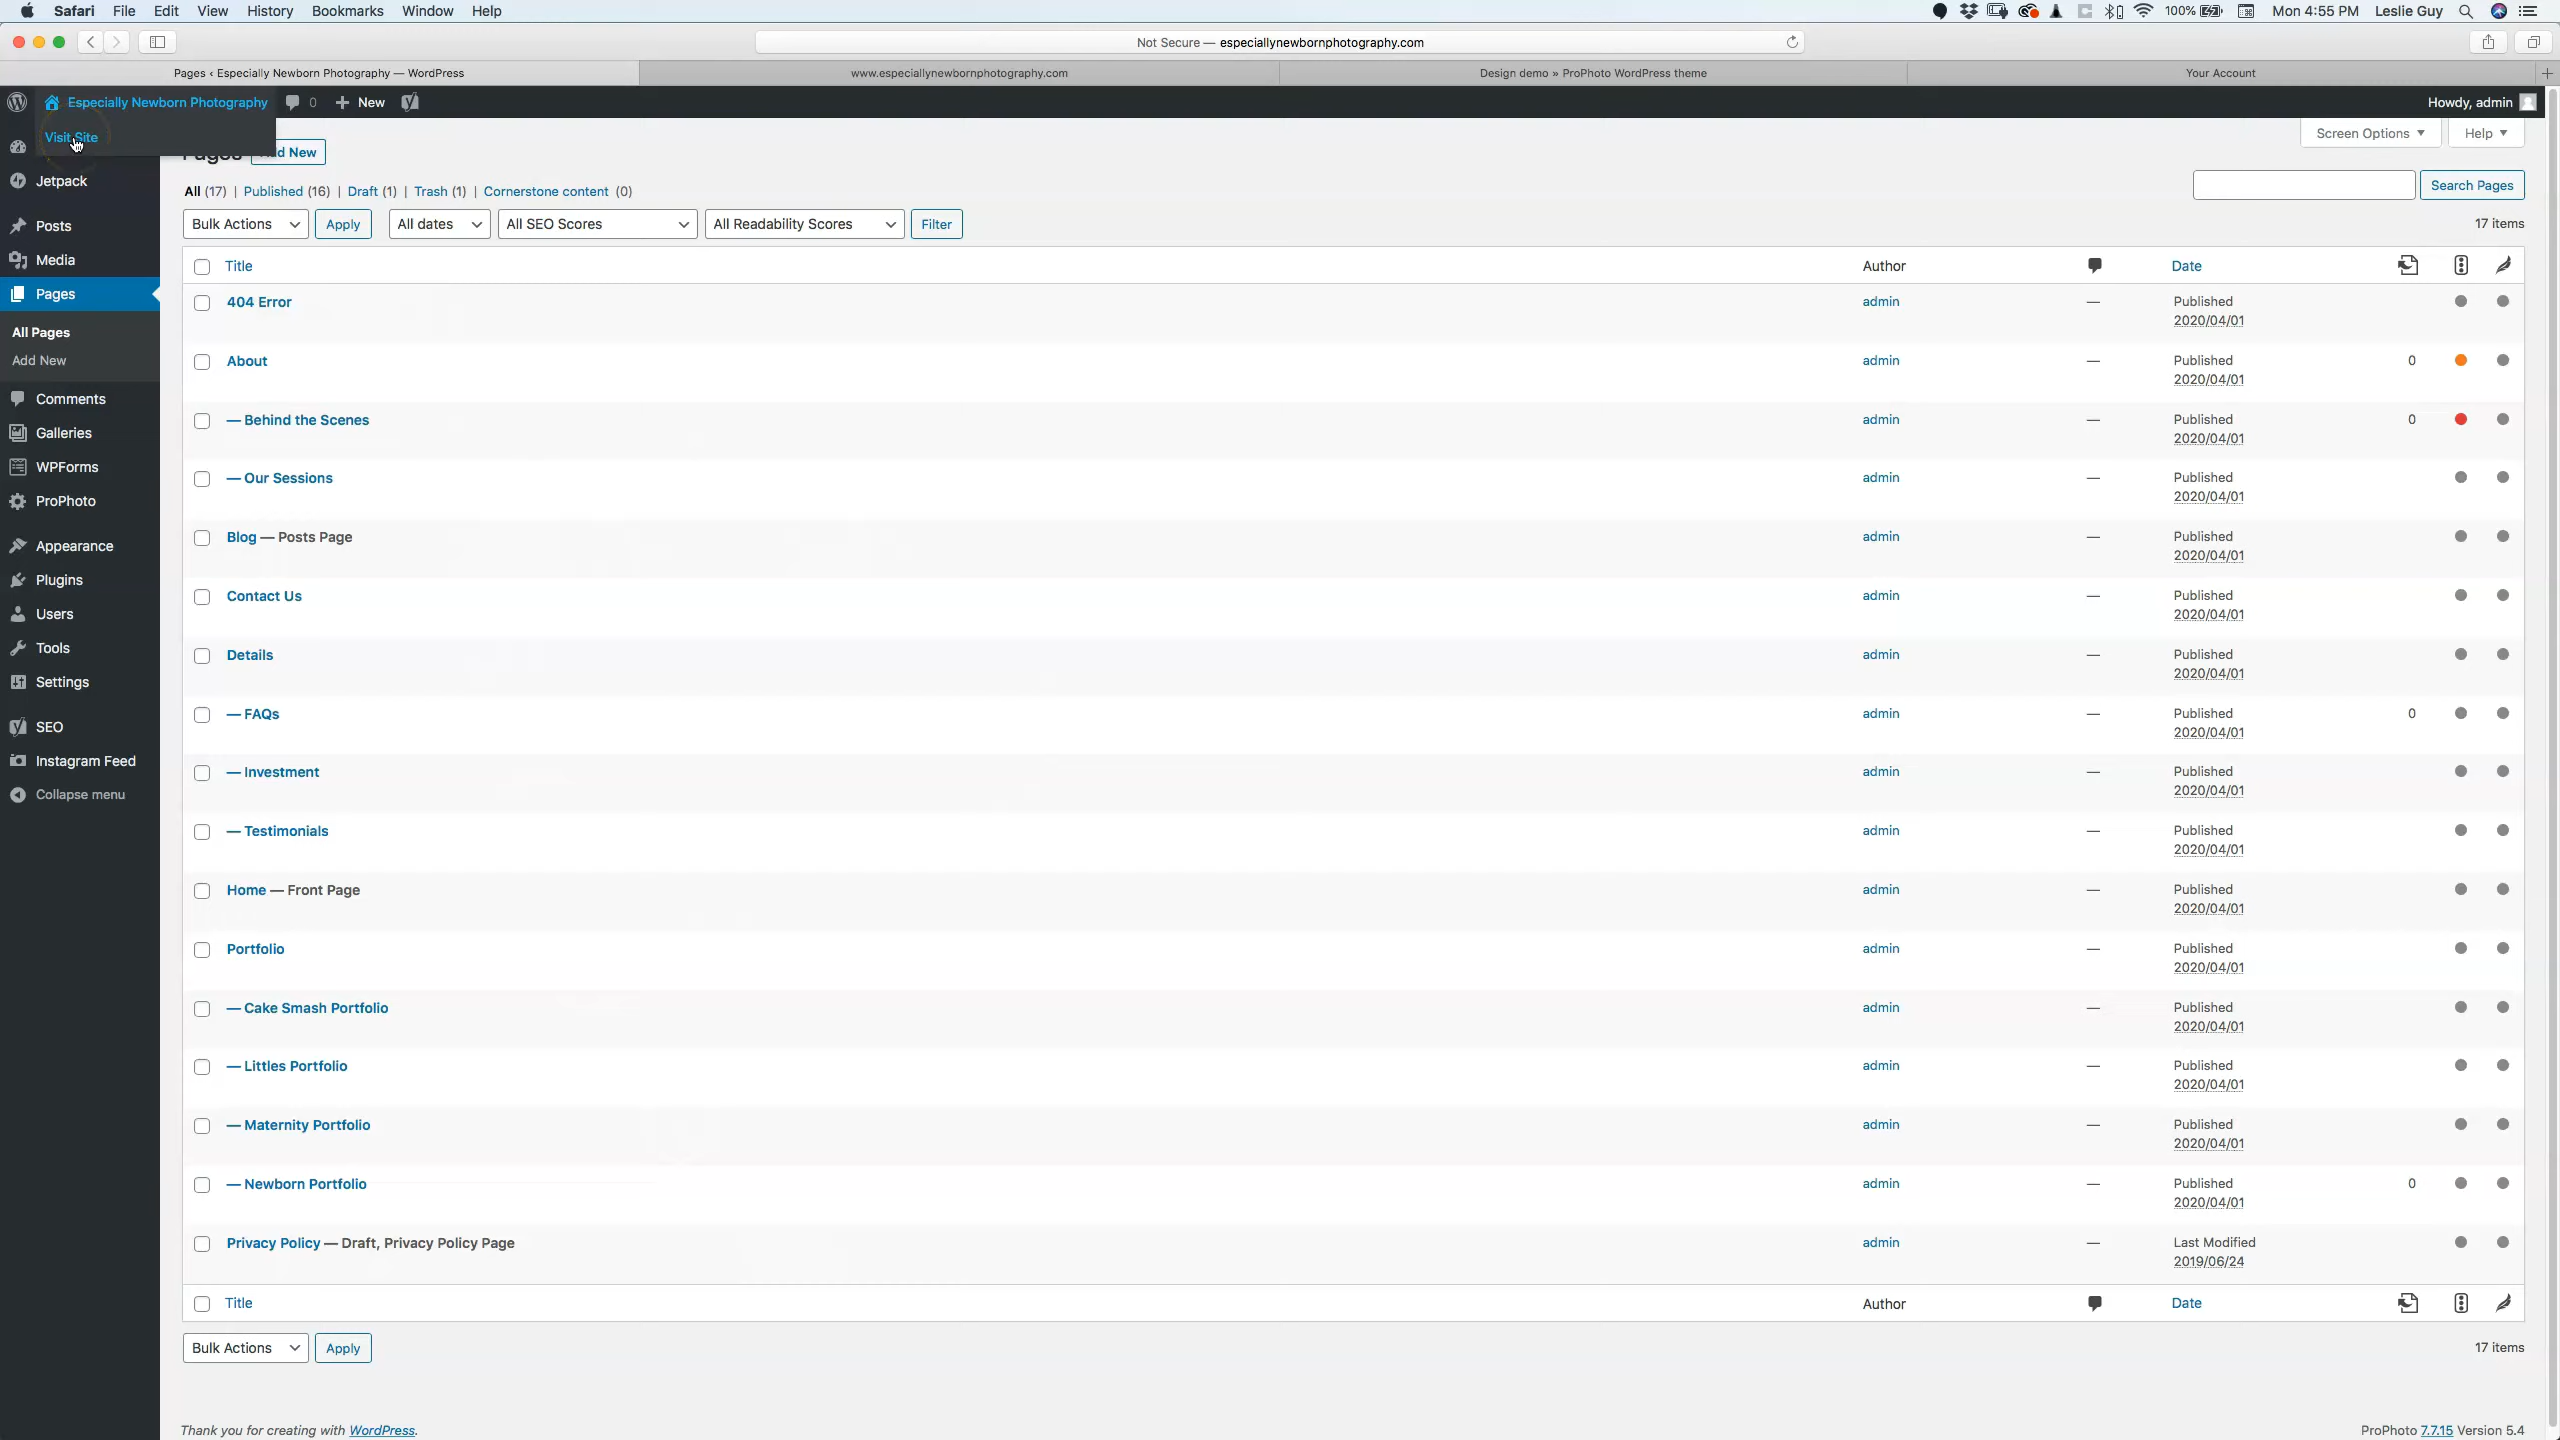 Safari File Edit View History Bookmarks Window Help 100% Mon 4:55 PM Leslie Guy
Not Secure — especiallynewbornphotography.com
Pages ‹ Especially Newborn Photography — WordPress www.especiallynewbornphotography.com Design demo » ProPhoto WordPress theme Your Account
Especially Newborn Photography 0 New Howdy, admin
Visit Site
Screen Options Help
Pages Add New
Jetpack
All (17) | Published (16) | Draft (1) | Trash (1) | Cornerstone content (0)
Search Pages
Posts
Bulk Actions Apply All dates All SEO Scores All Readability Scores Filter 17 items
Media
Title Author Date
Pages
404 Error admin — Published
2020/04/01
All Pages
Add New
About admin — Published 0
2020/04/01
Comments
— Behind the Scenes admin — Published 0
2020/04/01
Galleries
WPForms
— Our Sessions admin — Published
2020/04/01
ProPhoto
Blog — Posts Page admin — Published
2020/04/01
Appearance
Plugins
Contact Us admin — Published
2020/04/01
Users
Tools
Details admin — Published
2020/04/01
Settings
— FAQs admin — Published 0
2020/04/01
SEO
Instagram Feed
— Investment admin — Published
2020/04/01
Collapse menu
— Testimonials admin — Published
2020/04/01
Home — Front Page admin — Published
2020/04/01
Portfolio admin — Published
2020/04/01
— Cake Smash Portfolio admin — Published
2020/04/01
— Littles Portfolio admin — Published
2020/04/01
— Maternity Portfolio admin — Published
2020/04/01
— Newborn Portfolio admin — Published 0
2020/04/01
Privacy Policy — Draft, Privacy Policy Page admin — Last Modified
2019/06/24
Title Author Date
Bulk Actions Apply 17 items
Thank you for creating with WordPress. ProPhoto 7.7.15 Version 5.4